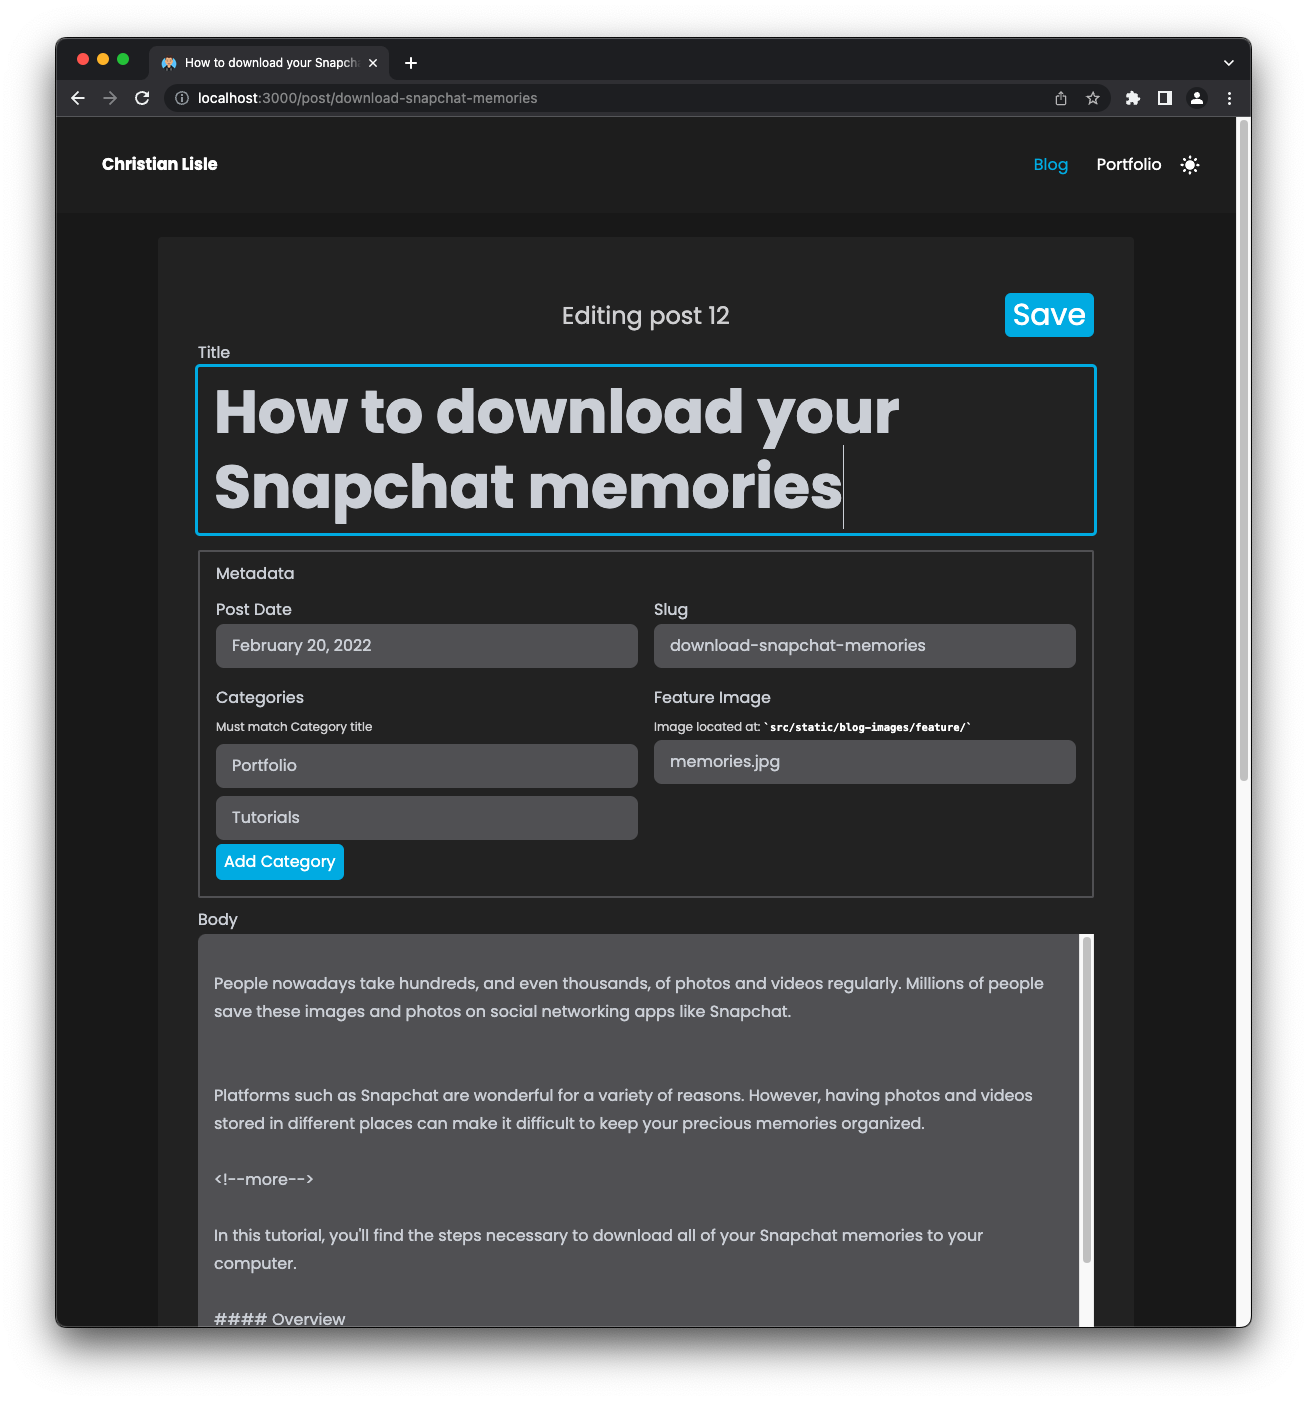 How to download your Snapch
localhost:3000/post/download-snapchat-memories
Christian Lisle
Blog
Portfolio
Editing post 12
Save
Title
How to download your
Snapchat memories
Metadata
Post Date
Slug
February 20, 2022
download-snapchat-memories
Categories
Feature Image
Must match Category title
Image located at: `src/static/blog-images/feature/`
Portfolio
memories.jpg
Tutorials
Add Category
Body
People nowadays take hundreds, and even thousands, of photos and videos regularly. Millions of people
save these images and photos on social networking apps like Snapchat.
Platforms such as Snapchat are wonderful for a variety of reasons. However, having photos and videos
stored in different places can make it difficult to keep your precious memories organized.
<!--more-->
In this tutorial, you'll find the steps necessary to download all of your Snapchat memories to your
computer.
#### Overview